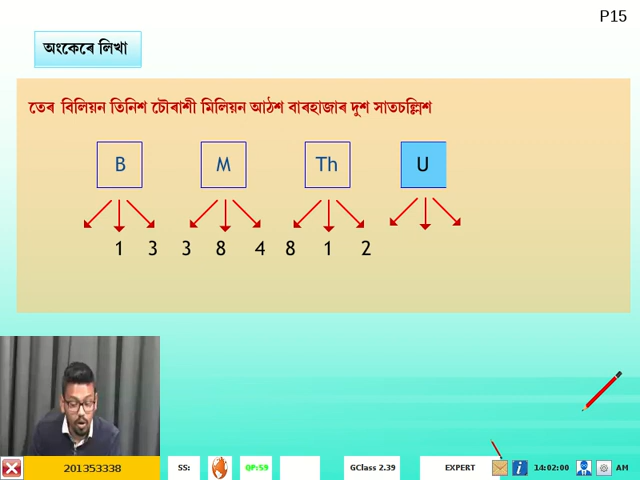 P15
অংকেৰে লিখা
তেৰ বিলিয়ন তিনিশ চৌৰাশী মিলিয়ন আঠশ বাৰহাজাৰ দুশ সাতচল্লিশ
B M Th U
1 3 3 8 4 8 1 2
201353338 SS: QP:59 GClass 2.39 EXPERT 14:02:00 AM